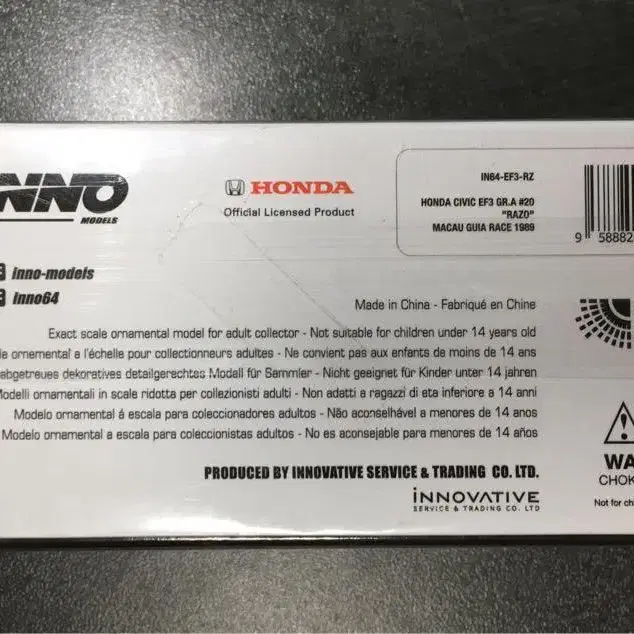 INNO
MODELS
HONDA
Official Licensed Product
IN64-EF3-RZ
HONDA CIVIC EF3 GR.A #20
"RAZO"
MACAU GUIA RACE 1989
9 58882
inno-models
inno64
Made in China - Fabriqué en Chine
Exact scale ornamental model for adult collector - Not suitable for children under 14 years old
ornemental a l'échelle pour collectionneurs adultes - Ne convient pas aux enfants de moins de 14 ans
abgetreues dekoratives detailgerechtes Modall für Sammler - Nicht geeignet für Kinder unter 14 jahren
Modelli ornamentali in scale ridotta per collezionisti adulti - Non adatti a ragazzi di eta inferiore a 14 anni
Modelo ornamental á escala para coleccionadores adultos - Não aconselhável a menores de 14 anos
Modelo ornamental a escala para coleccionistas adultos - No es aconsejable para menores de 14 años
PRODUCED BY INNOVATIVE SERVICE & TRADING CO. LTD.
iNNOVATIVE
SERVICE & TRADING CO. LTD
WA
CHOK
Not for chi